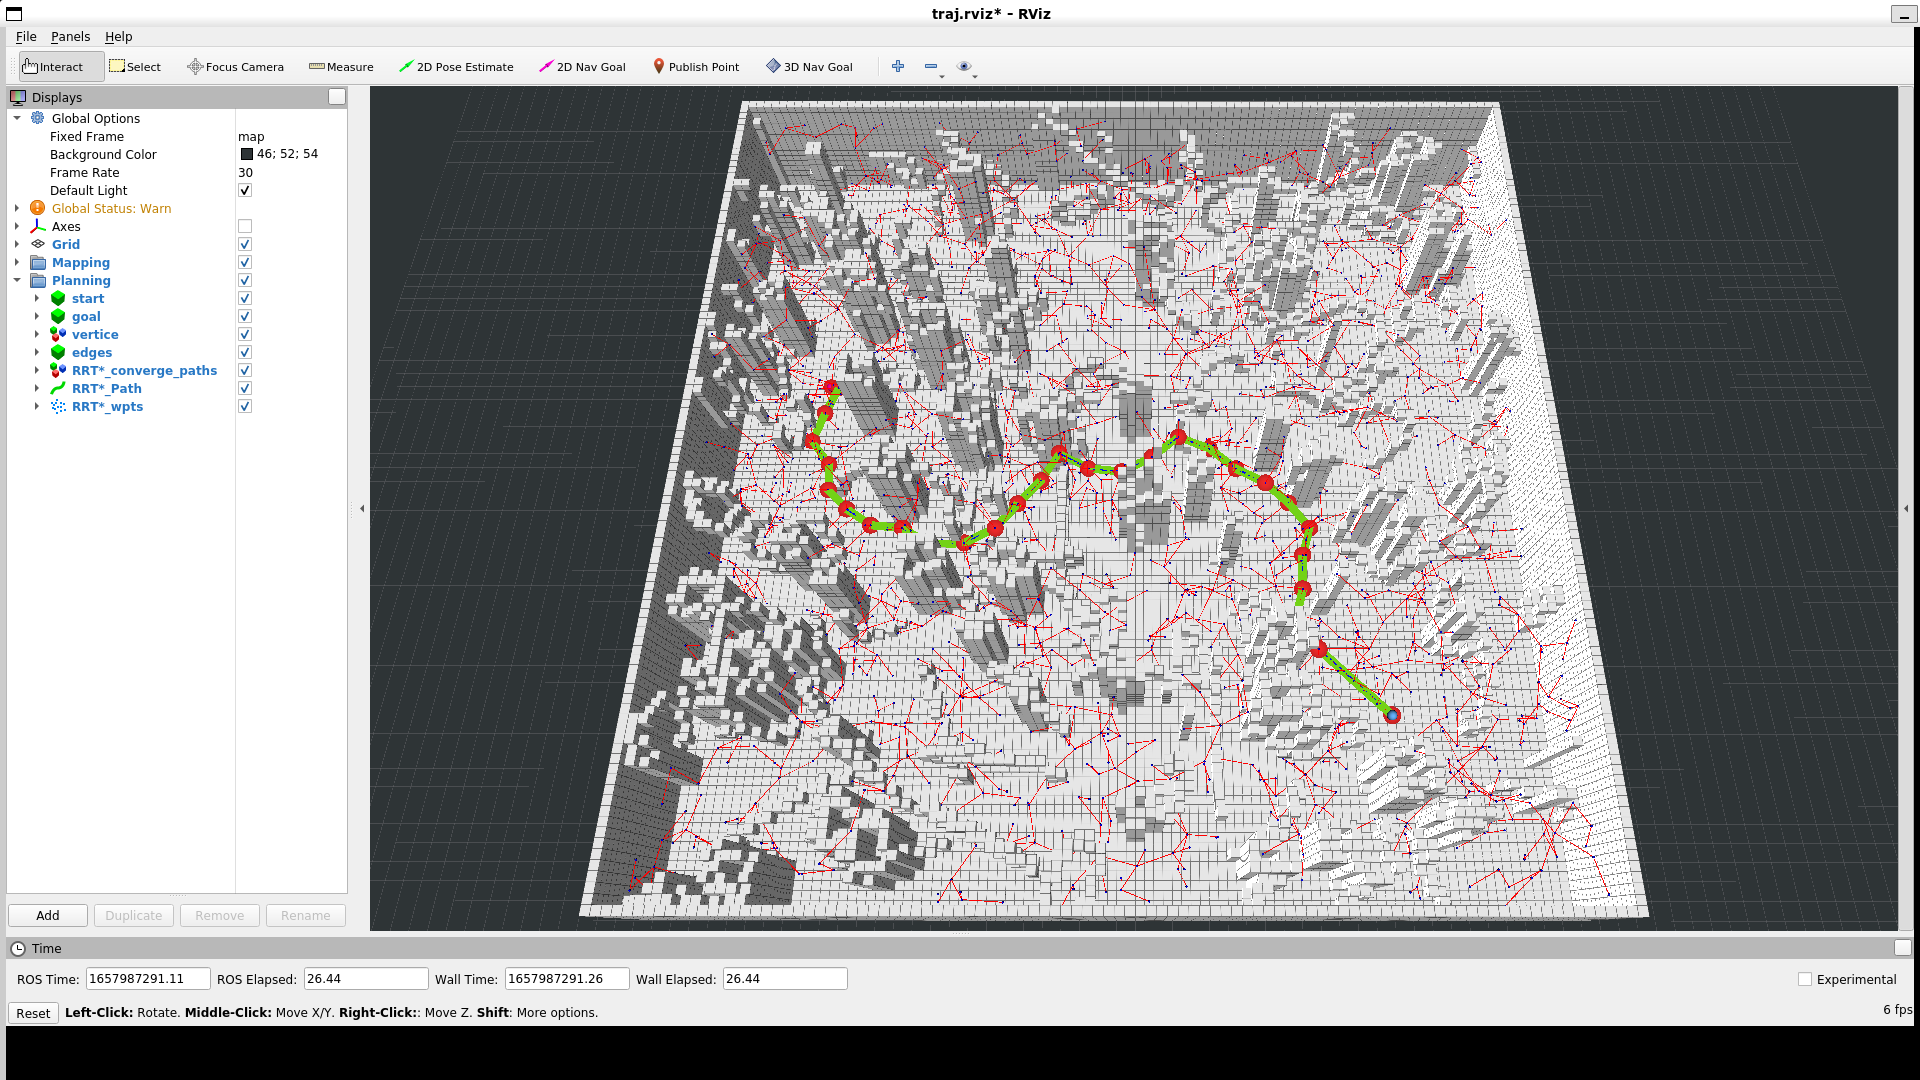 traj.rviz* - RViz
File Panels Help
Interact Select Focus Camera Measure 2D Pose Estimate 2D Nav Goal Publish Point 3D Nav Goal
Displays
Global Options
Fixed Frame map
Background Color 46; 52; 54
Frame Rate 30
Default Light
Global Status: Warn
Axes
Grid
Mapping
Planning
start
goal
vertice
edges
RRT*_converge_paths
RRT*_Path
RRT*_wpts
Add Duplicate Remove Rename
Time
ROS Time: 1657987291.11 ROS Elapsed: 26.44 Wall Time: 1657987291.26 Wall Elapsed: 26.44 Experimental
Reset Left-Click: Rotate. Middle-Click: Move X/Y. Right-Click:: Move Z. Shift: More options. 6 fps